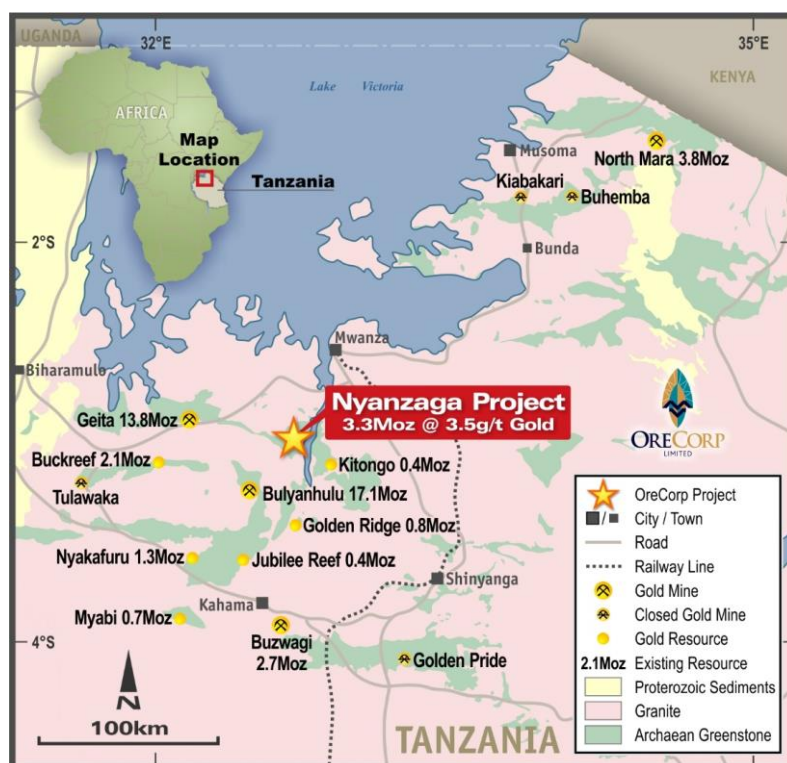 UGANDA
32°E
35°E
KENYA
Lake Victoria
AFRICA
Map
Location
Tanzania
Musoma
North Mara 3.8Moz
Kiabakari
Buhemba
2°S
Bunda
Mwanza
Biharamulo
Nyanzaga Project
3.3Moz @ 3.5g/t Gold
ORECORP
LIMITED
Geita 13.8Moz
Buckreef 2.1Moz
Kitongo 0.4Moz
Tulawaka
Bulyanhulu 17.1Moz
Golden Ridge 0.8Moz
Nyakafuru 1.3Moz
Jubilee Reef 0.4Moz
Shinyanga
Kahama
Myabi 0.7Moz
Buzwagi
2.7Moz
Golden Pride
4°S
N
100km
TANZANIA
OreCorp Project
/ City / Town
Road
Railway Line
Gold Mine
Closed Gold Mine
Gold Resource
2.1Moz Existing Resource
Proterozoic Sediments
Granite
Archaean Greenstone